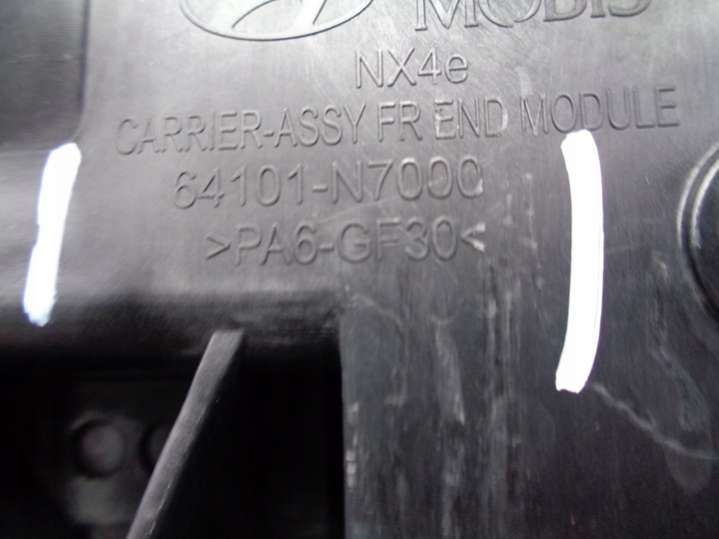 MOBIS
NX4e
CARRIER-ASSY FR END MODULE
64101-N7000
>PA6-GF30<